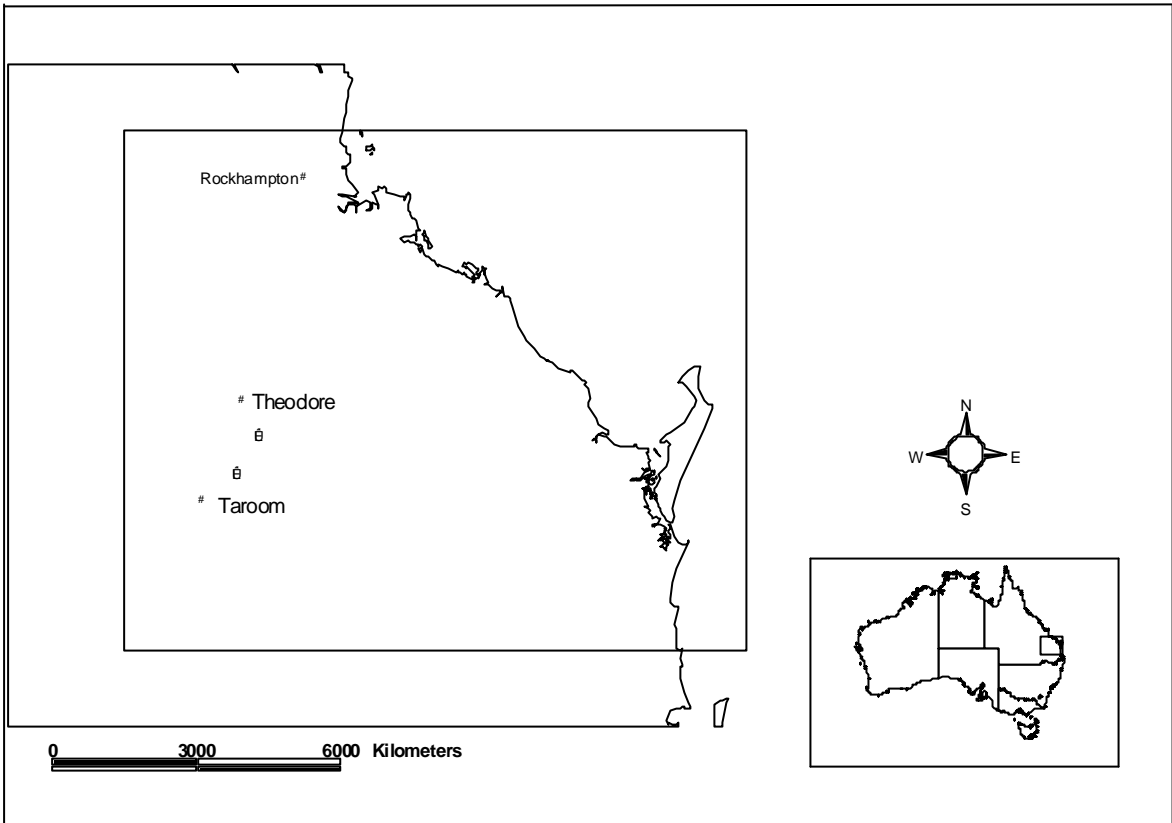 Rockhampton#
# Theodore
# Taroom
N
W E
S
0 3000 6000 Kilometers